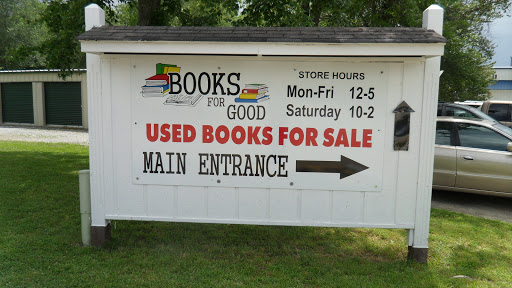 BOOKS
FOR
GOOD
STORE HOURS
Mon-Fri 12-5
Saturday 10-2
USED BOOKS FOR SALE
MAIN ENTRANCE